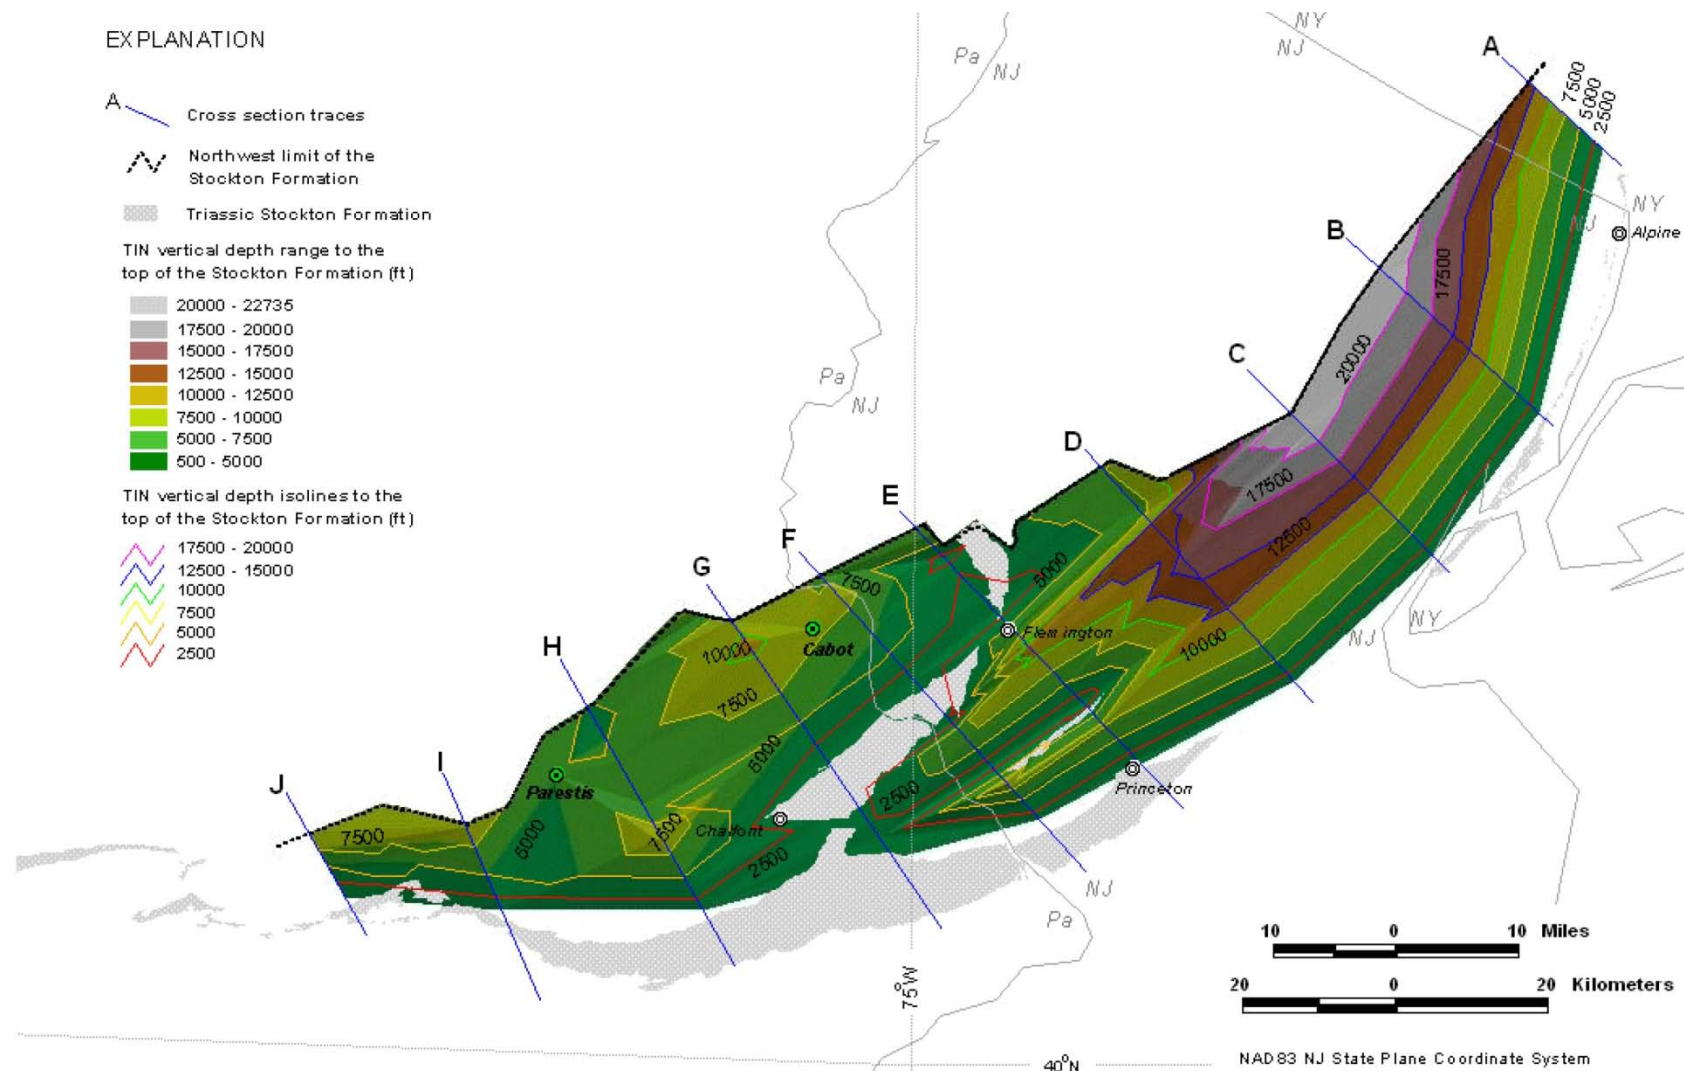 EXPLANATION
A
Cross section traces
Northwest limit of the
Stockton Formation
Triassic Stockton Formation
TIN vertical depth range to the
top of the Stockton Formation (ft)
20000 - 22735
17500 - 20000
15000 - 17500
12500 - 15000
10000 - 12500
7500 - 10000
5000 - 7500
500 - 5000
TIN vertical depth isolines to the
top of the Stockton Formation (ft)
17500 - 20000
12500 - 15000
10000
7500
5000
2500
NY
NJ
Pa
NJ
A
7500
5000
2500
NY
NJ
Alpine
B
17500
C
20000
Pa
NJ
D
17500
E
12500
F
5000
G
7500
Flemington
NY
NJ
H
10000
Cabot
10000
7500
5000
I
J
Parestis
Princeton
2500
7500
5000
7500
Chalfont
2500
NJ
Pa
75°W
10 0 10 Miles
20 0 20 Kilometers
40°N
NAD83 NJ State Plane Coordinate System